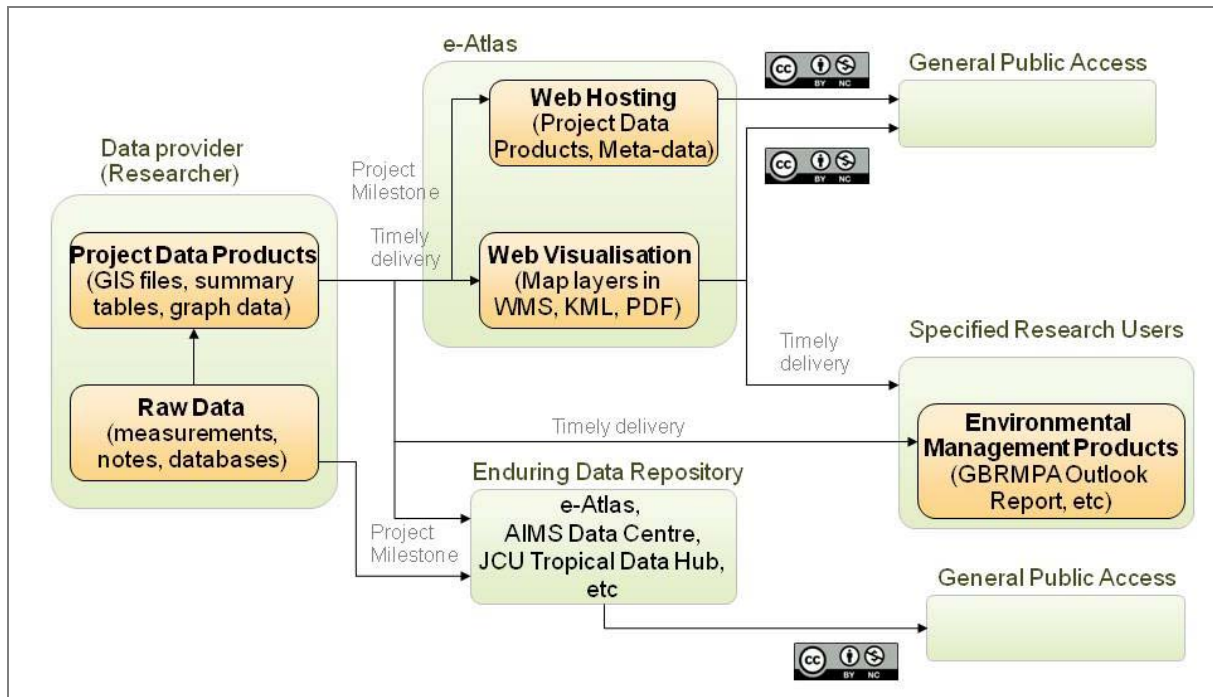 e-Atlas
General Public Access
Web Hosting
(Project Data
Products, Meta-data)
cc
BY NC
cc
BY NC
Data provider
(Researcher)
Project
Milestone
Timely
delivery
Project Data Products
(GIS files, summary
tables, graph data)
Web Visualisation
(Map layers in
WMS, KML, PDF)
Raw Data
(measurements,
notes, databases)
Timely
delivery
Specified Research Users
Timely delivery
Environmental
Management Products
(GBRMPA Outlook
Report, etc)
Enduring Data Repository
Project
Milestone
e-Atlas,
AIMS Data Centre,
JCU Tropical Data Hub,
etc
General Public Access
cc
BY NC